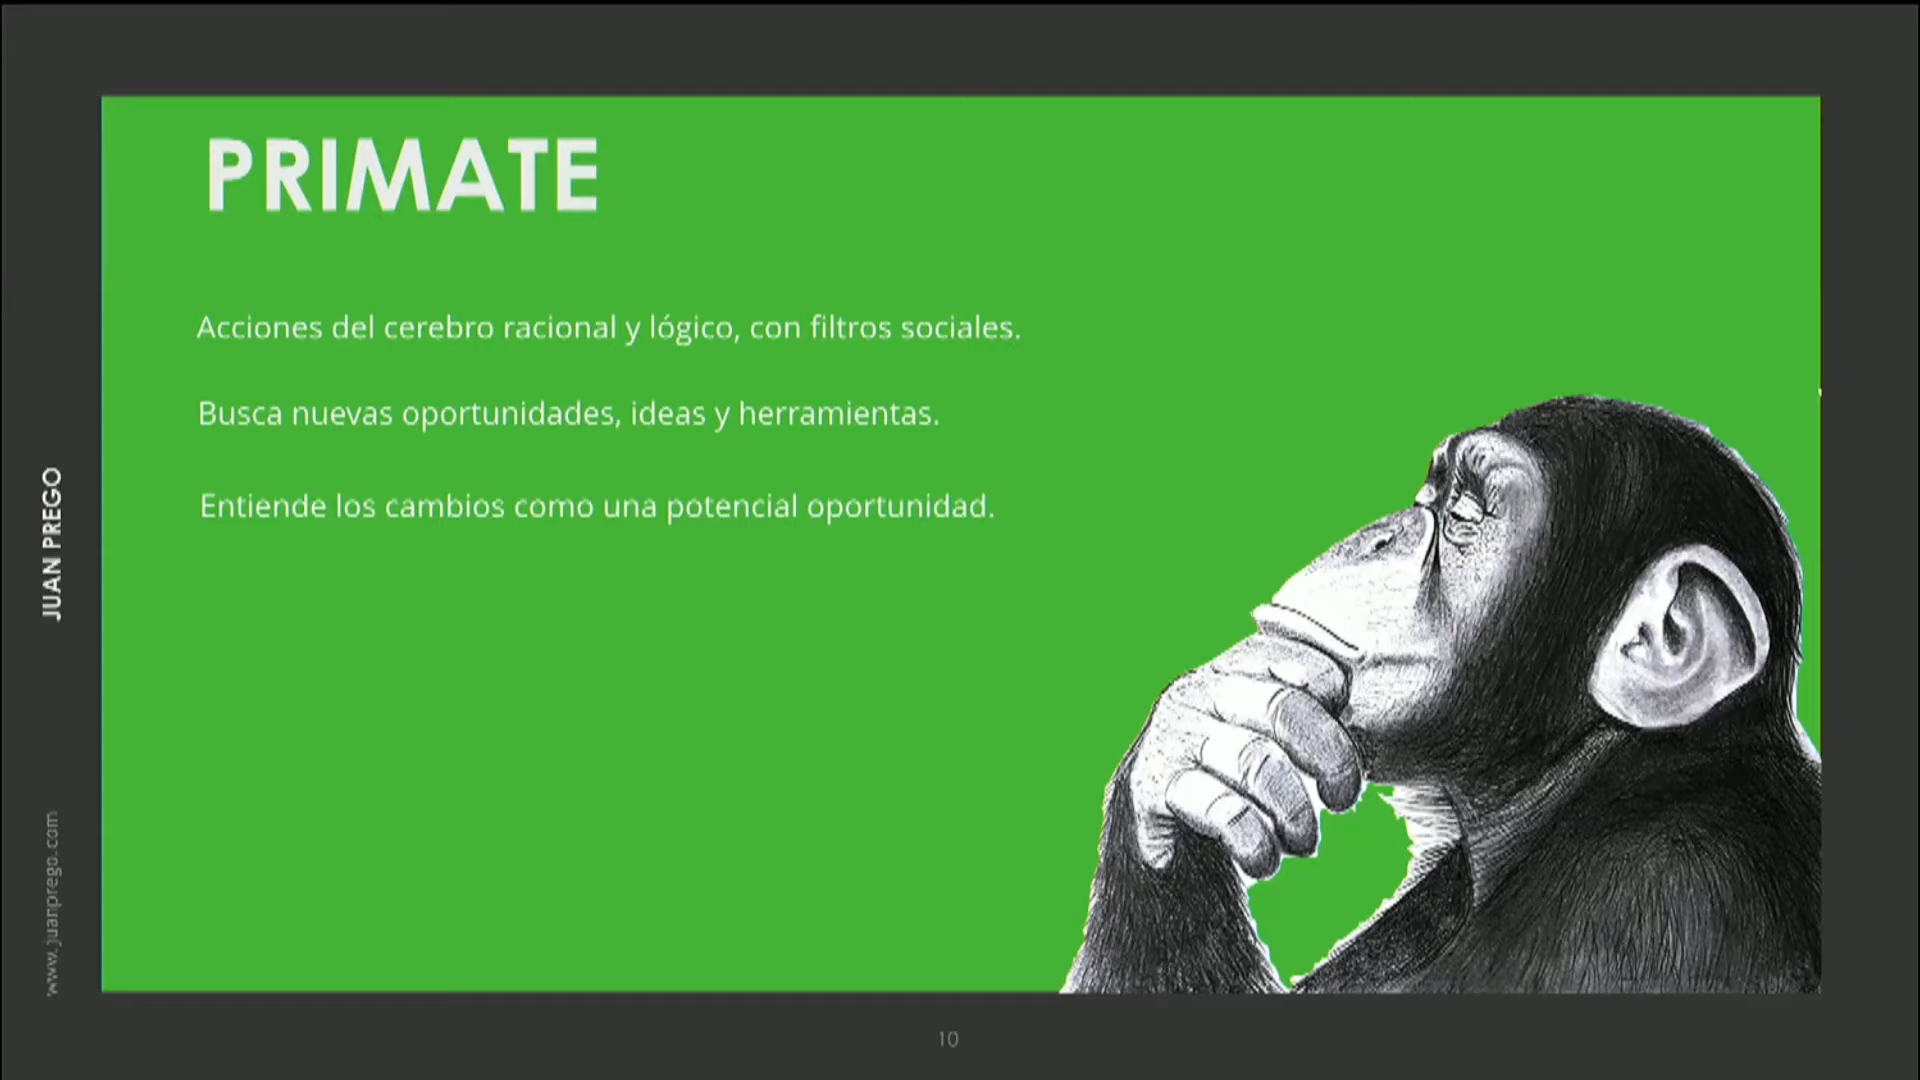 PRIMATE
Acciones del cerebro racional y lógico, con filtros sociales.
Busca nuevas oportunidades, ideas y herramientas.
Entiende los cambios como una potencial oportunidad.
JUAN PREGO
www.juanprego.com
10